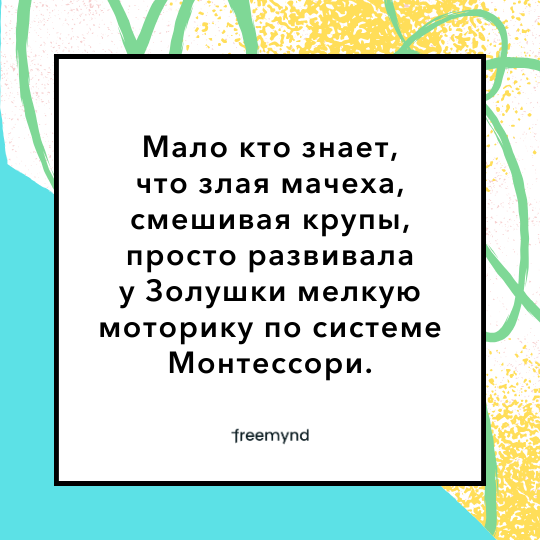 Мало кто знает,
что злая мачеха,
смешивая крупы,
просто развивала
у Золушки мелкую
моторику по системе
Монтессори.
freemynd